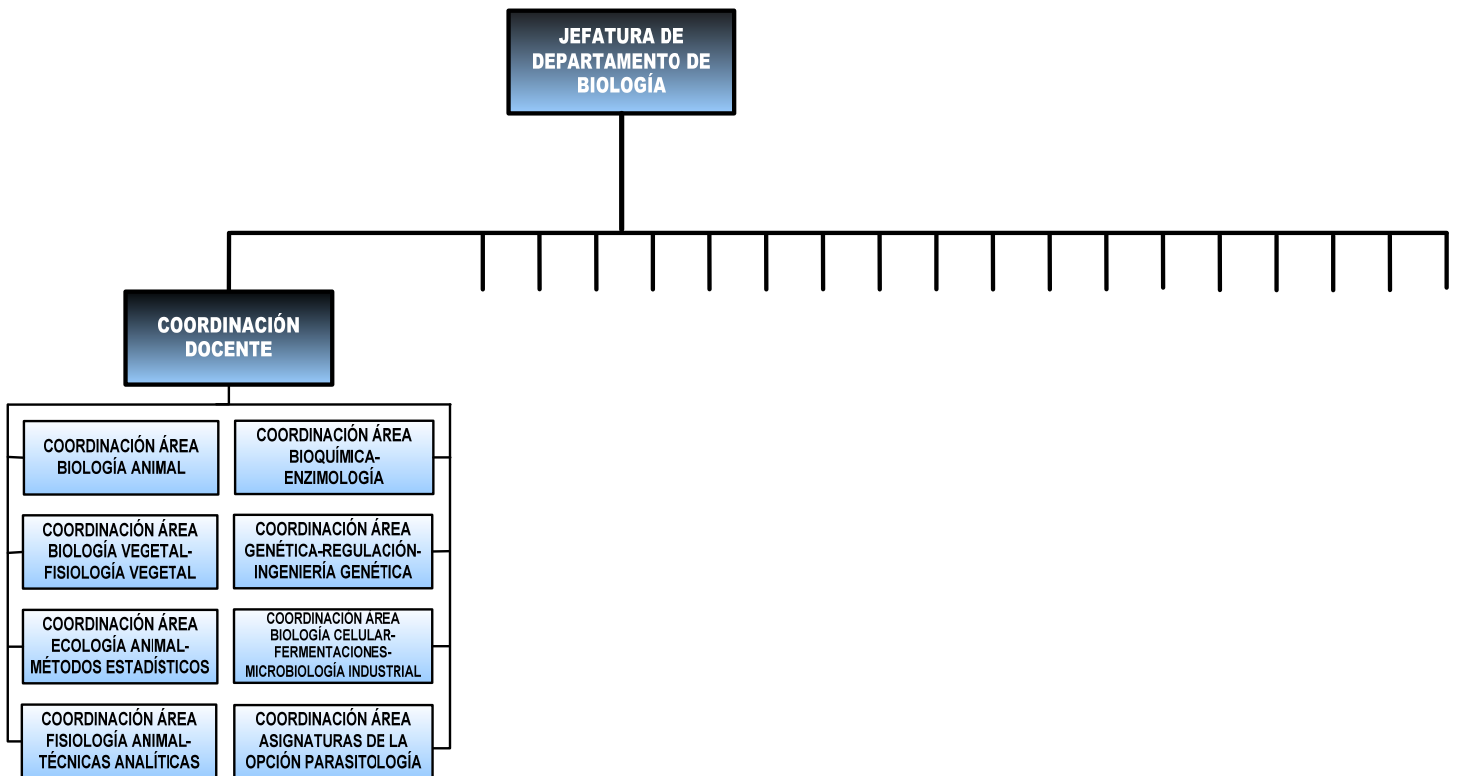 JEFATURA DE
DEPARTAMENTO DE
BIOLOGÍA
COORDINACIÓN
DOCENTE
COORDINACIÓN ÁREA
BIOLOGÍA ANIMAL
COORDINACIÓN ÁREA
BIOQUÍMICA-
ENZIMOLOGÍA
COORDINACIÓN ÁREA
BIOLOGÍA VEGETAL-
FISIOLOGÍA VEGETAL
COORDINACIÓN ÁREA
GENÉTICA-REGULACIÓN-
INGENIERÍA GENÉTICA
COORDINACIÓN ÁREA
ECOLOGÍA ANIMAL-
MÉTODOS ESTADÍSTICOS
COORDINACIÓN ÁREA
BIOLOGÍA CELULAR-
FERMENTACIONES-
MICROBIOLOGÍA INDUSTRIAL
COORDINACIÓN ÁREA
FISIOLOGÍA ANIMAL-
TÉCNICAS ANALÍTICAS
COORDINACIÓN ÁREA
ASIGNATURAS DE LA
OPCIÓN PARASITOLOGÍA